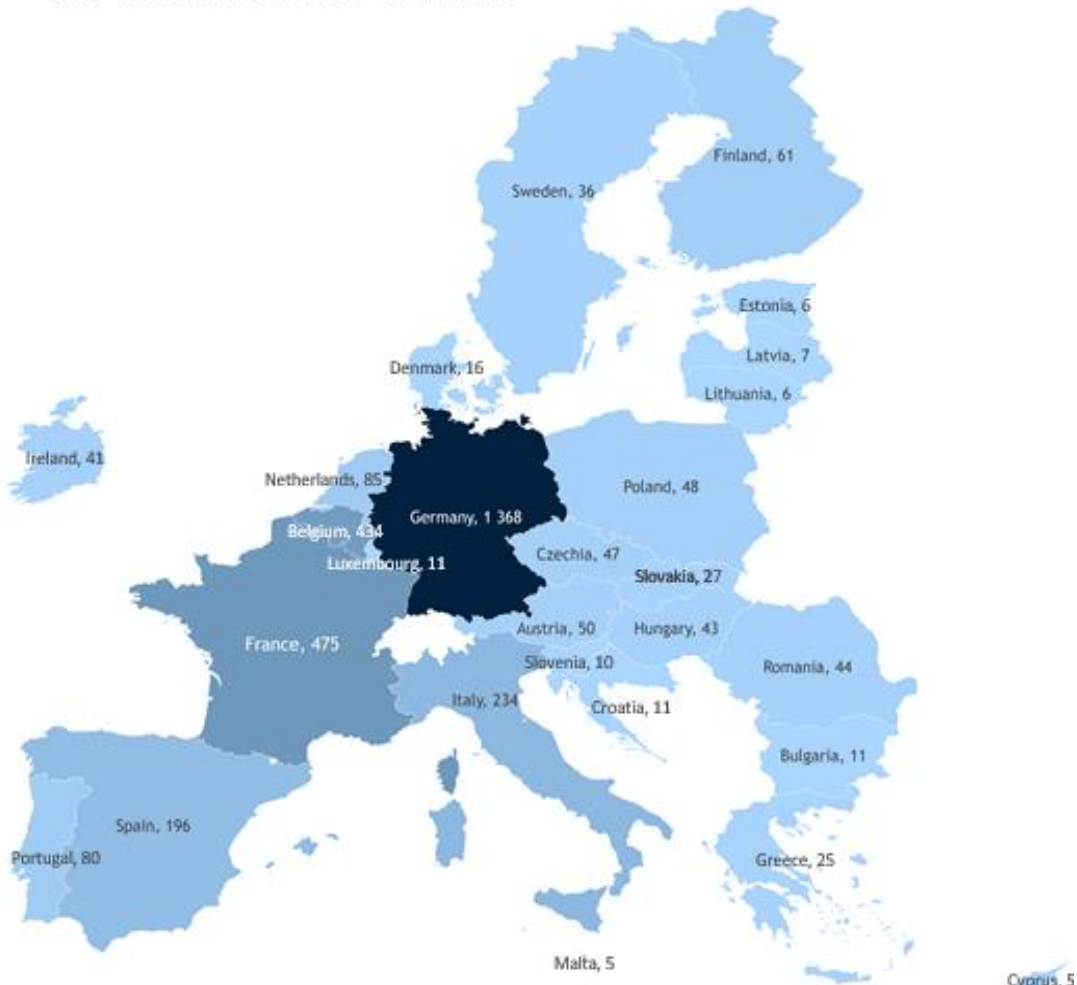 Finland, 61
Sweden, 36
Estonia, 6
Latvia, 7
Denmark, 16
Lithuania, 6
Ireland, 41
Netherlands, 85
Poland, 48
Germany, 1 368
Belgium, 434
Czechia, 47
Luxembourg, 11
Slovakia, 27
Austria, 50
Hungary, 43
France, 475
Slovenia, 10
Romania, 44
Italy, 234
Croatia, 11
Bulgaria, 11
Spain, 196
Portugal, 80
Greece, 25
Malta, 5
Cyprus, 5